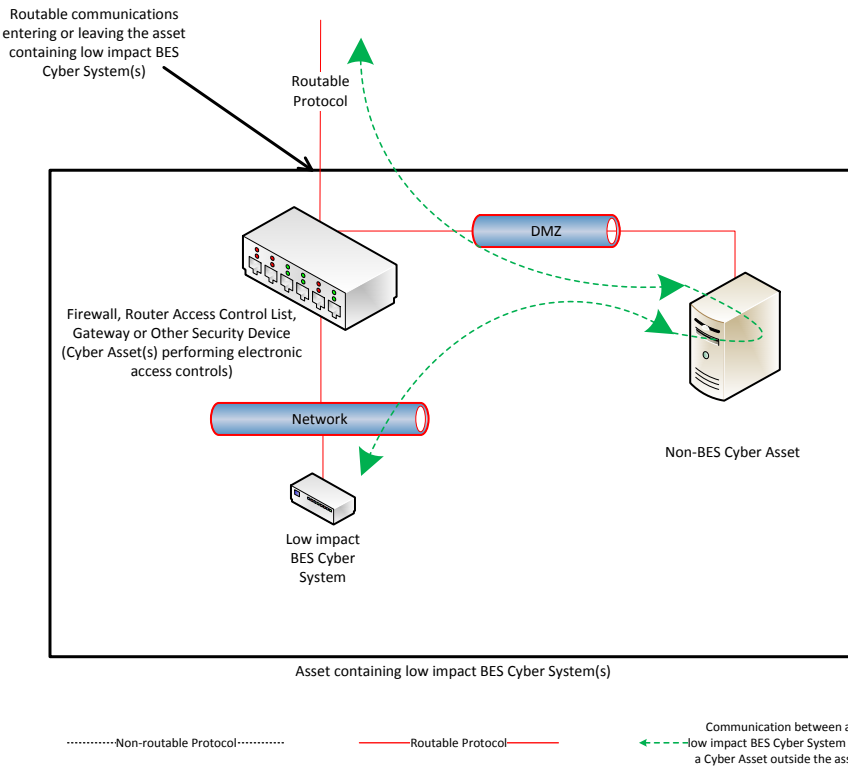 Routable communications
entering or leaving the asset
containing low impact BES
Cyber System(s)
Routable
Protocol
DMZ
Firewall, Router Access Control List,
Gateway or Other Security Device
(Cyber Asset(s) performing electronic
access controls)
Network
Non-BES Cyber Asset
Low impact
BES Cyber
System
Asset containing low impact BES Cyber System(s)
Non-routable Protocol
Routable Protocol
Communication between a
low impact BES Cyber System
a Cyber Asset outside the